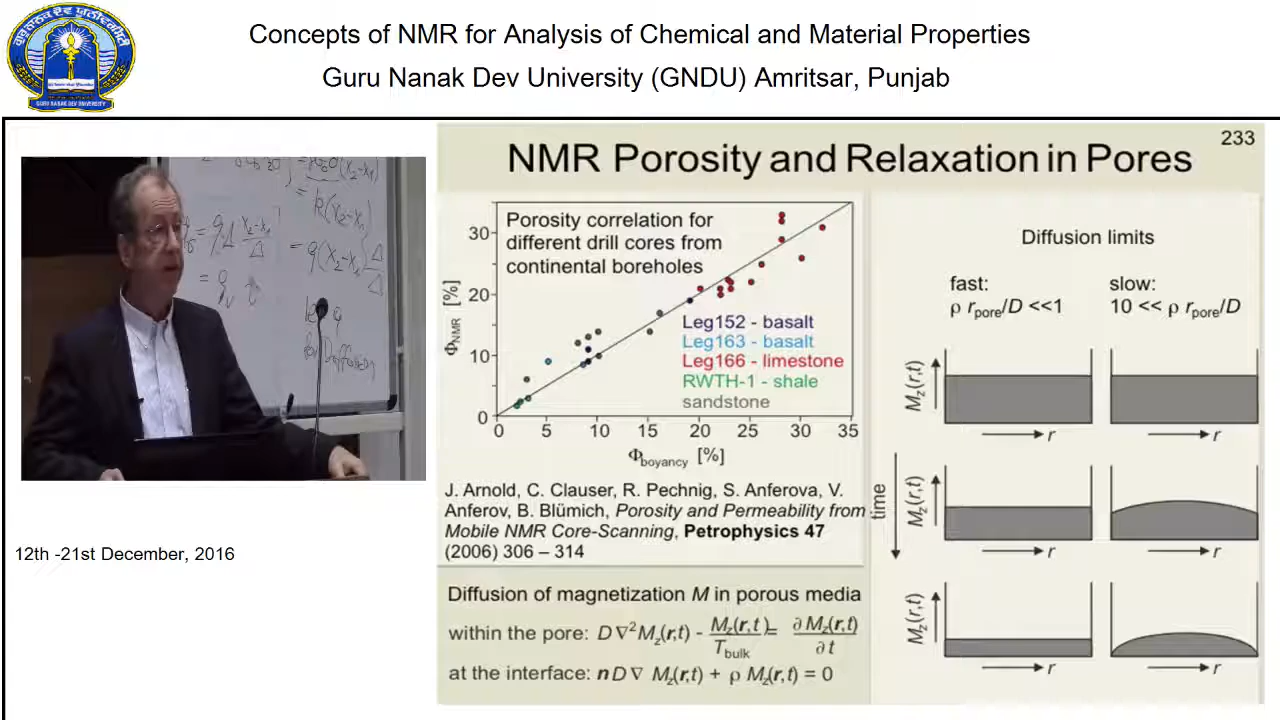 Concepts of NMR for Analysis of Chemical and Material Properties
Guru Nanak Dev University (GNDU) Amritsar, Punjab
GURU NANAK DEV UNIVERSITY
12th -21st December, 2016
233
NMR Porosity and Relaxation in Pores
Porosity correlation for
different drill cores from
continental boreholes
Φ_NMR [%]
30
20
10
0
Leg152 - basalt
Leg163 - basalt
Leg166 - limestone
RWTH-1 - shale
sandstone
0 5 10 15 20 25 30 35
Φ_boyancy [%]
J. Arnold, C. Clauser, R. Pechnig, S. Anferova, V.
Anferov, B. Blümich, Porosity and Permeability from
Mobile NMR Core-Scanning, Petrophysics 47
(2006) 306 – 314
Diffusion of magnetization M in porous media
within the pore: D∇²M_z(r,t) - M_z(r,t)/T_bulk = ∂M_z(r,t)/∂t
at the interface: n D ∇ M_z(r,t) + ρ M_z(r,t) = 0
Diffusion limits
fast: slow:
ρ r_pore/D <<1 10 << ρ r_pore/D
M_z(r,t)
r r
time
M_z(r,t)
r r
M_z(r,t)
r r